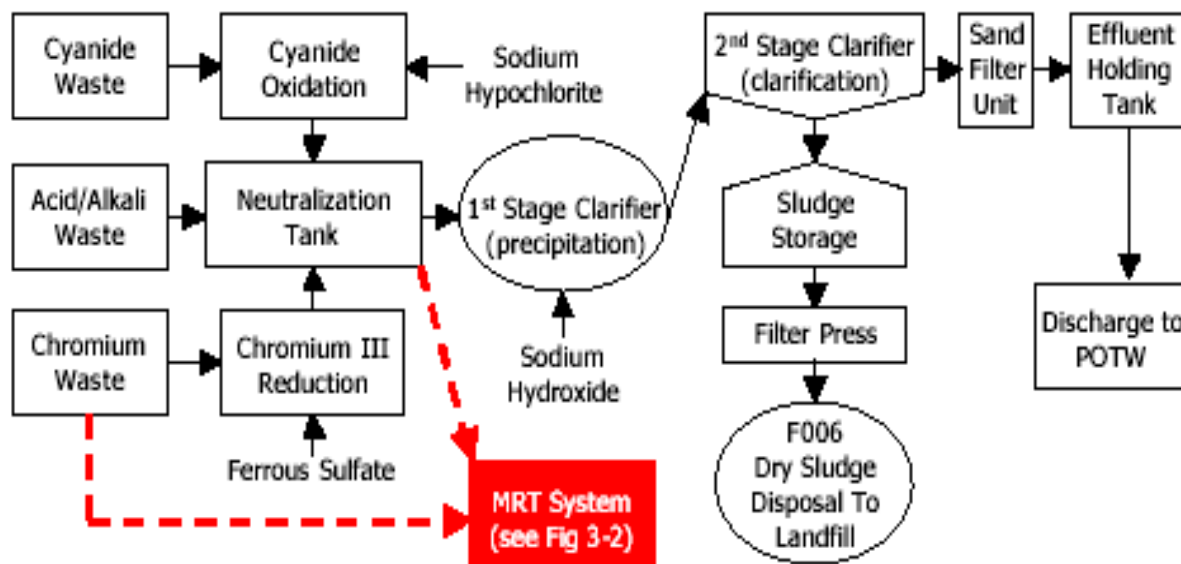 Cyanide
Waste
Cyanide
Oxidation
Sodium
Hypochlorite
2nd Stage Clarifier
(clarification)
Sand
Filter
Unit
Effluent
Holding
Tank
Acid/Alkali
Waste
Neutralization
Tank
1st Stage Clarifier
(precipitation)
Sludge
Storage
Chromium
Waste
Chromium III
Reduction
Sodium
Hydroxide
Filter Press
Discharge to
POTW
Ferrous Sulfate
MRT System
(see Fig 3-2)
F006
Dry Sludge
Disposal To
Landfill